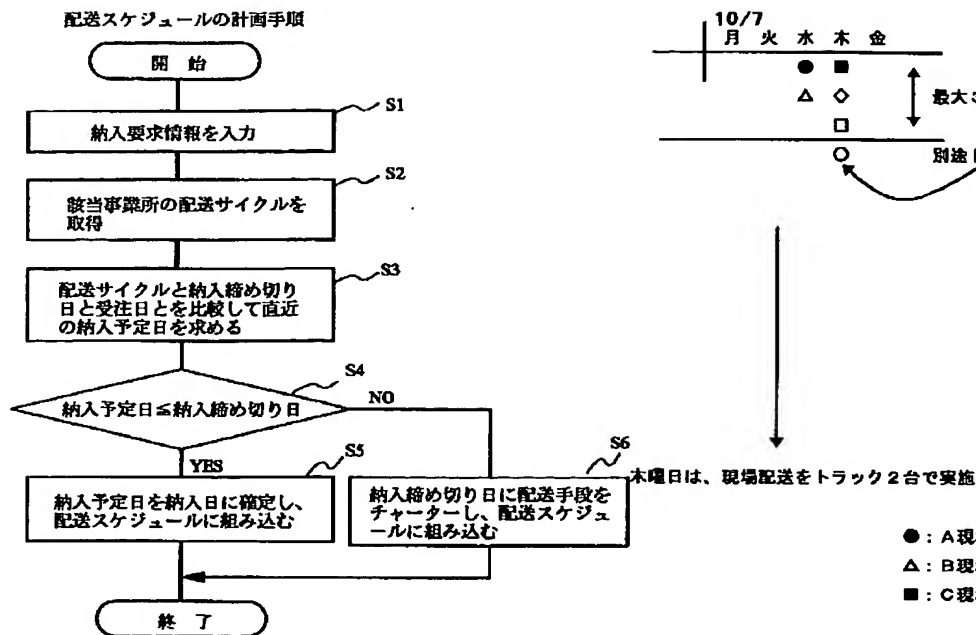 配送スケジュールの計画手順
開 始
S1
納入要求情報を入力
S2
該当事業所の配送サイクルを
取得
S3
配送サイクルと納入締め切り
日と受注日とを比較して直近
の納入予定日を求める
S4
納入予定日≦納入締め切り日
NO
YES
S5
納入予定日を納入日に確定し、
配送スケジュールに組み込む
S6
納入締め切り日に配送手段を
チャーターし、配送スケジュ
ールに組み込む
終 了
10/7
月 火 水 木 金
● ■
△ ◇
最大
□
○
別途
木曜日は、現場配送をトラック2台で実施
●：A現
△：B現
■：C現